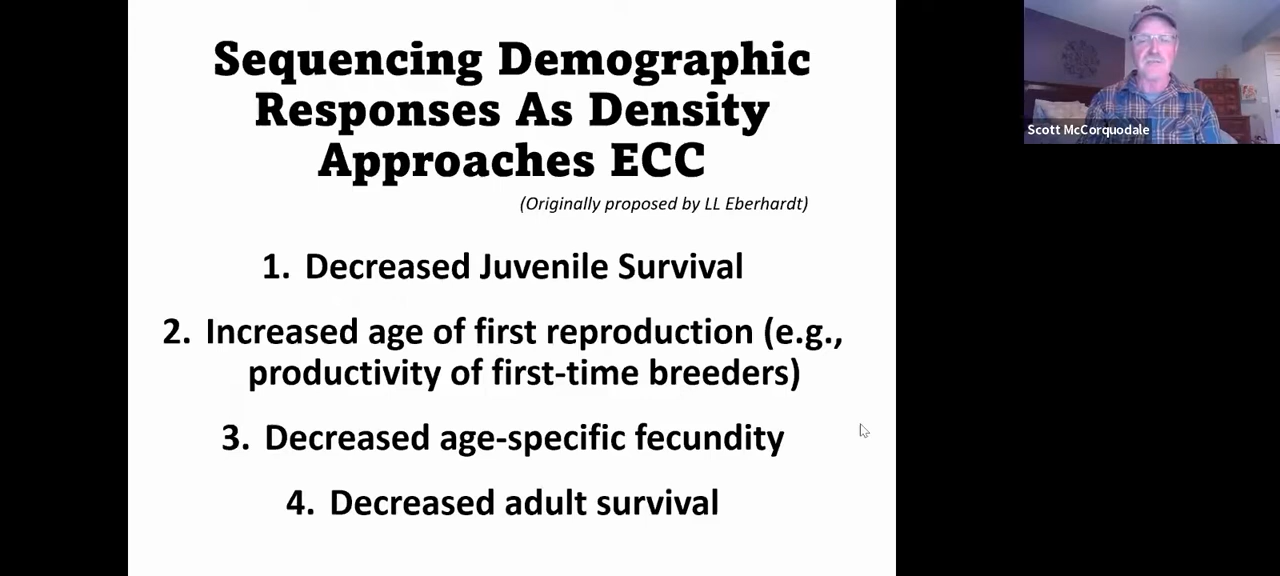 Sequencing Demographic
Responses As Density
Approaches ECC
(Originally proposed by LL Eberhardt)
1. Decreased Juvenile Survival
2. Increased age of first reproduction (e.g.,
productivity of first-time breeders)
3. Decreased age-specific fecundity
4. Decreased adult survival
Scott McCorquodale